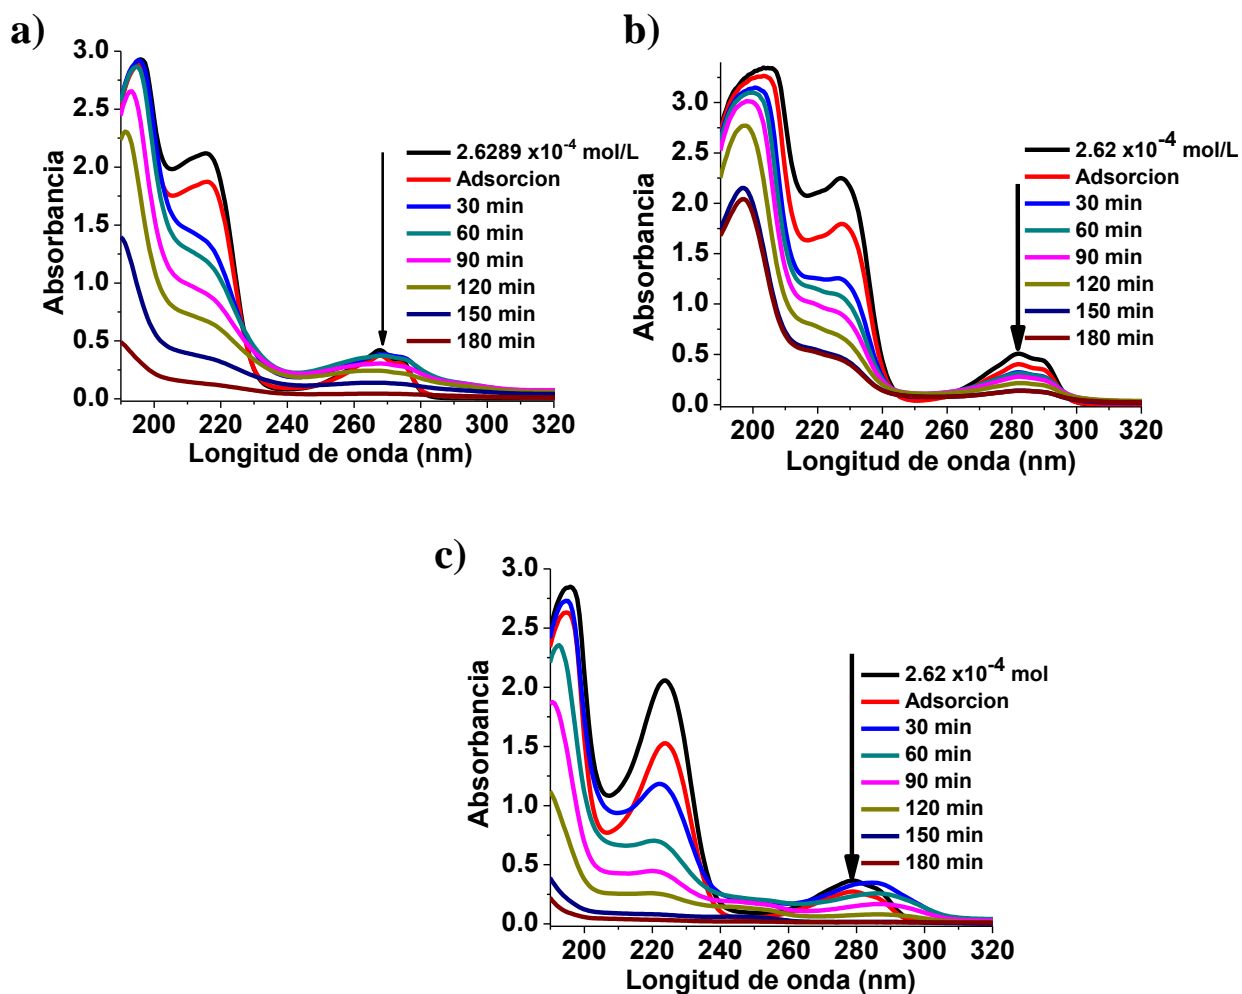 a)
Absorbancia
3.0
2.5
2.0
1.5
1.0
0.5
0.0
200 220 240 260 280 300 320
Longitud de onda (nm)
2.6289 x10-4 mol/L
Adsorcion
30 min
60 min
90 min
120 min
150 min
180 min
b)
Absorbancia
3.0
2.5
2.0
1.5
1.0
0.5
0.0
200 220 240 260 280 300 320
Longitud de onda (nm)
2.62 x10-4 mol/L
Adsorcion
30 min
60 min
90 min
120 min
150 min
180 min
c)
Absorbancia
3.0
2.5
2.0
1.5
1.0
0.5
0.0
200 220 240 260 280 300 320
Longitud de onda (nm)
2.62 x10-4 mol
Adsorcion
30 min
60 min
90 min
120 min
150 min
180 min